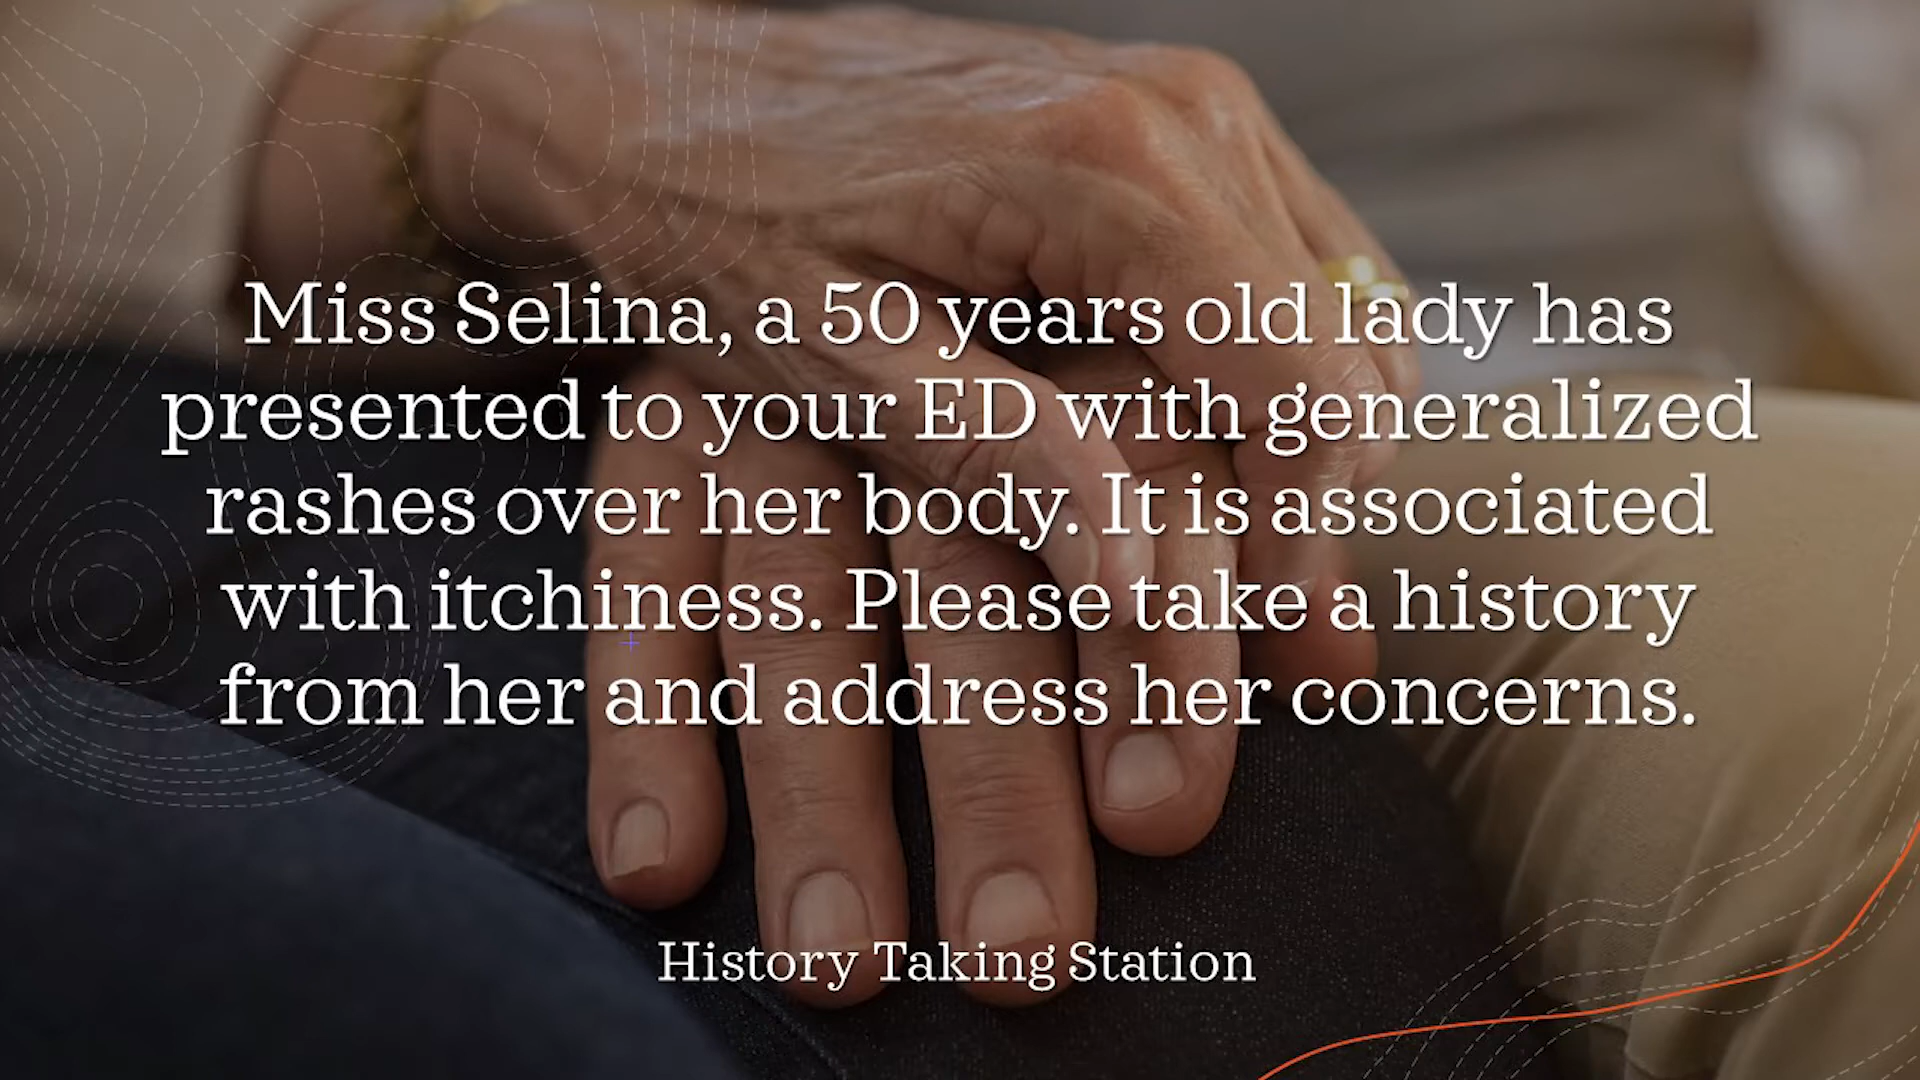 Miss Selina, a 50 years old lady has
presented to your ED with generalized
rashes over her body. It is associated
with itchiness. Please take a history
from her and address her concerns.
History Taking Station